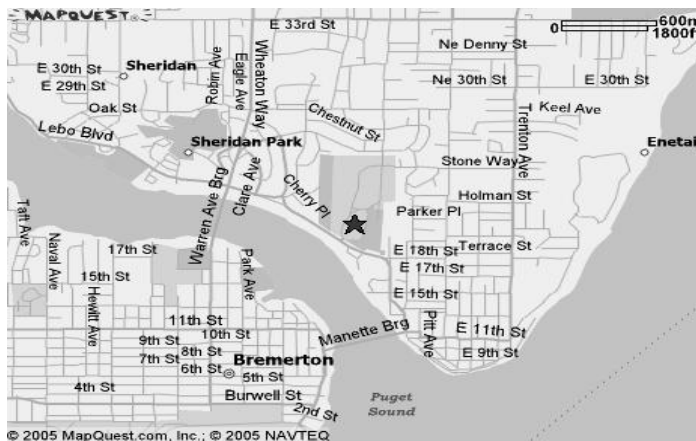 MAPQUEST
E 33rd St
0 600m
1800ft
Ne Denny St
Sheridan
E 30th St
Ne 30th St
E 30th St
E 29th St
Robin Ave
Eagle Ave
Wheaton Way
Oak St
Chestnut St
Keel Ave
Trenton Ave
Lebo Blvd
Sheridan Park
Enetai
Stone Way
Clare Ave
Cherry Pl
Holman St
Warren Ave Brg
Parker Pl
Taft Ave
Naval Ave
17th St
Park Ave
E 18th St
Terrace St
15th St
E 17th St
Hewitt Ave
E 15th St
11th St
Manette Brg
Pitt Ave
E 11th St
9th St
10th St
7th St
8th St
Bremerton
E 9th St
6th St
5th St
4th St
Burwell St
Puget
Sound
2nd St
© 2005 MapQuest.com, Inc.; © 2005 NAVTEQ